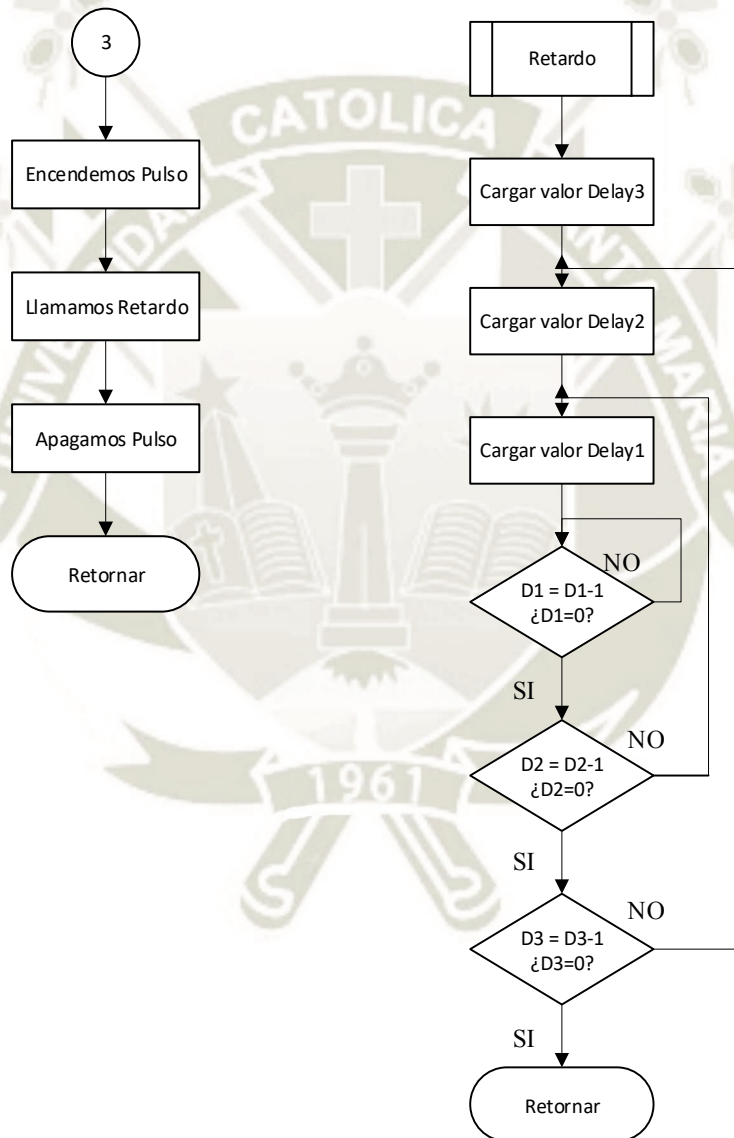 3
Encendemos Pulso
Llamamos Retardo
Apagamos Pulso
Retornar
Retardo
Cargar valor Delay3
Cargar valor Delay2
Cargar valor Delay1
NO
D1 = D1-1
¿D1=0?
SI
NO
D2 = D2-1
¿D2=0?
SI
NO
D3 = D3-1
¿D3=0?
SI
Retornar
CATOLICA
1961